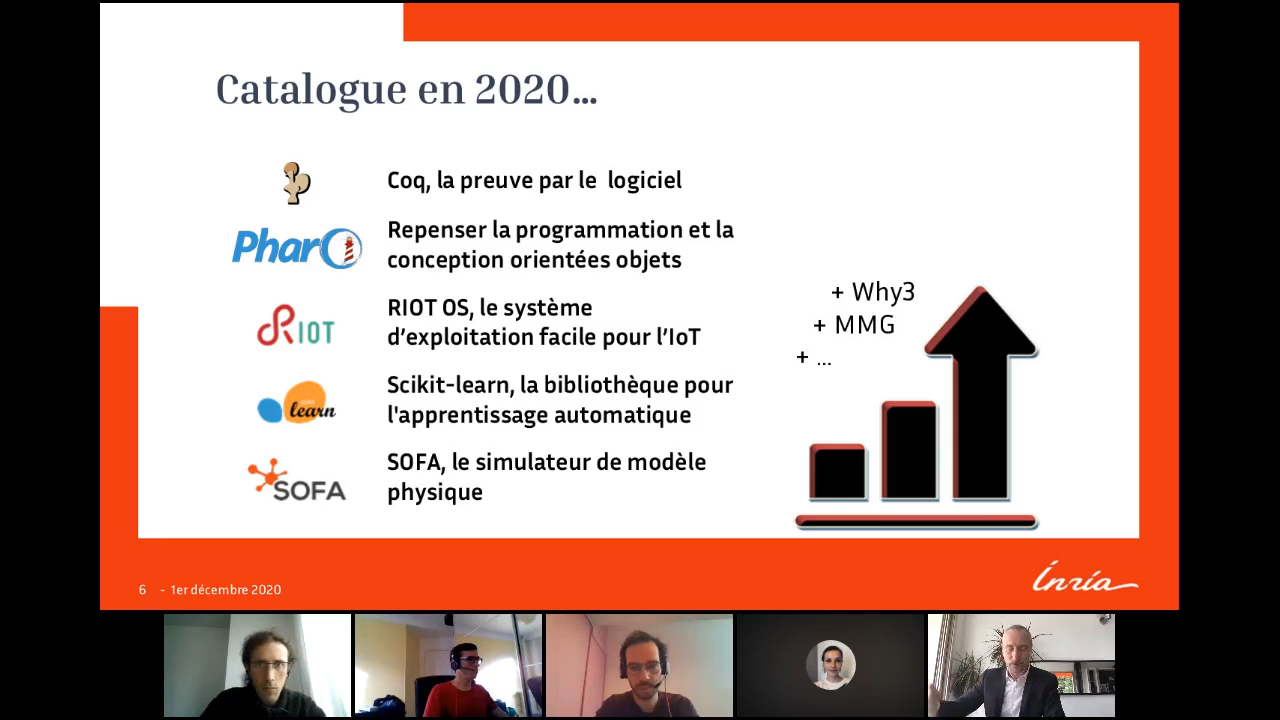 Catalogue en 2020...
Coq, la preuve par le  logiciel
Pharo
Repenser la programmation et la
conception orientées objets
RIOT
RIOT OS, le système
d’exploitation facile pour l’IoT
scikit
learn
Scikit-learn, la bibliothèque pour
l'apprentissage automatique
SOFA
SOFA, le simulateur de modèle
physique
+ Why3
+ MMG
+ ...
6 - 1er décembre 2020
Inria